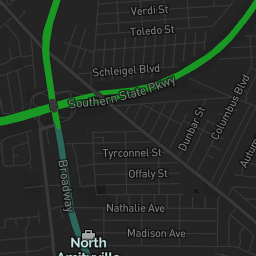 Verdi St
Toledo St
Schleigel Blvd
Southern State Pkwy
Columbus Blvd
Dunbar St
Tyrconnel St
Offaly St
Broadway
Nathalie Ave
Madison Ave
North
Amityville